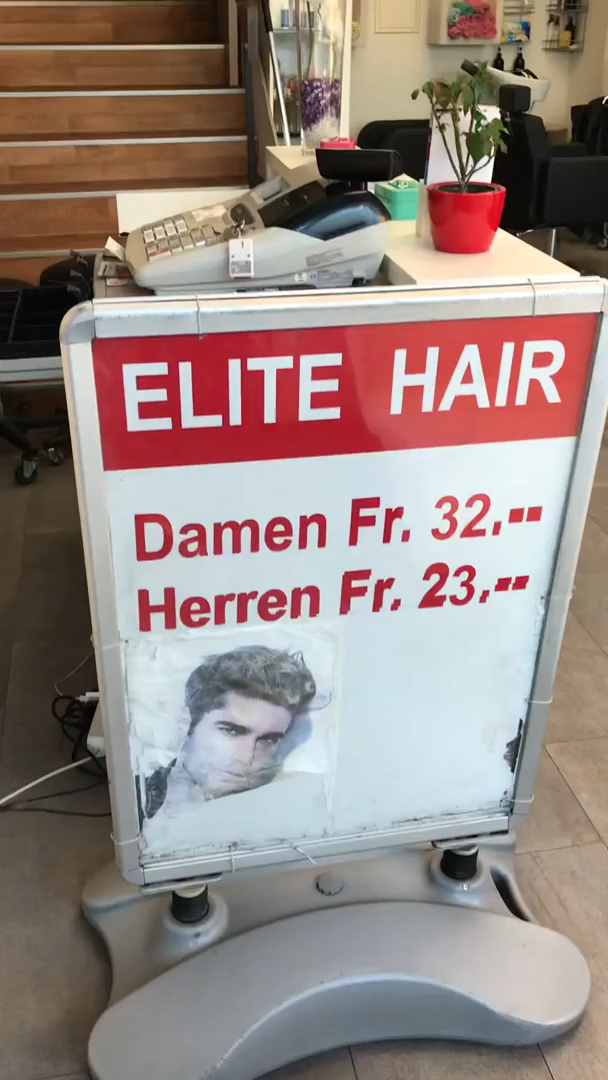 ELITE HAIR
Damen Fr. 32.--
Herren Fr. 23.--